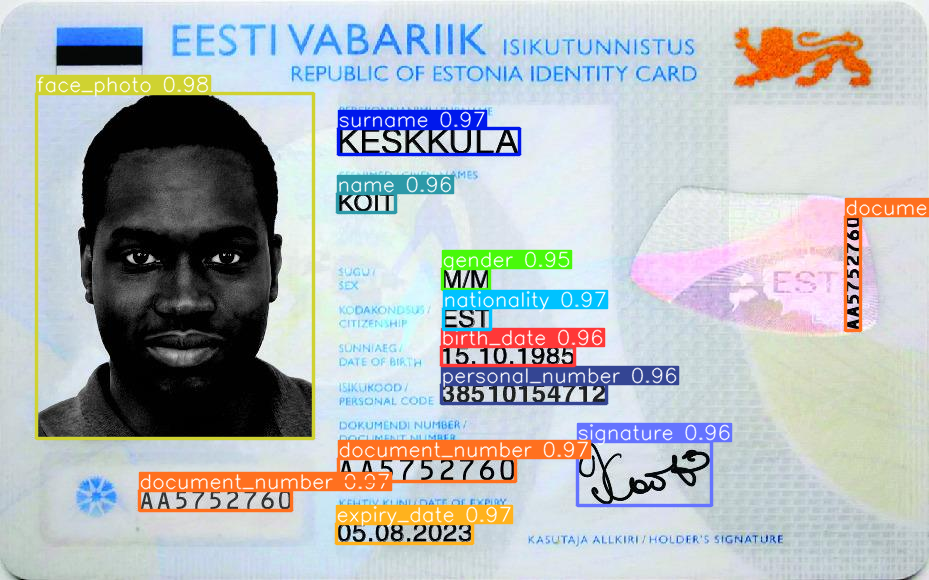 EESTI VABARIIK ISIKUTUNNISTUS
REPUBLIC OF ESTONIA IDENTITY CARD
face_photo 0.98
surname 0.97
KESKKULA
name 0.96
KOIT
gender 0.95
SUGU /
SEX
M/M
nationality 0.97
KODAKONDSUS /
CITIZENSHIP
EST
birth_date 0.96
SÜNNIAEG /
DATE OF BIRTH
15.10.1985
personal_number 0.96
ISIKUKOOD /
PERSONAL CODE
38510154712
DOKUMENDI NUMBER /
DOCUMENT NUMBER
document_number 0.97
AA5752760
signature 0.96
document_number 0.97
AA5752760
KEHTIV KUNI / DATE OF EXPIRY
expiry_date 0.97
05.08.2023
KASUTAJA ALLKIRI / HOLDER'S SIGNATURE
docume
EST
AA5752760